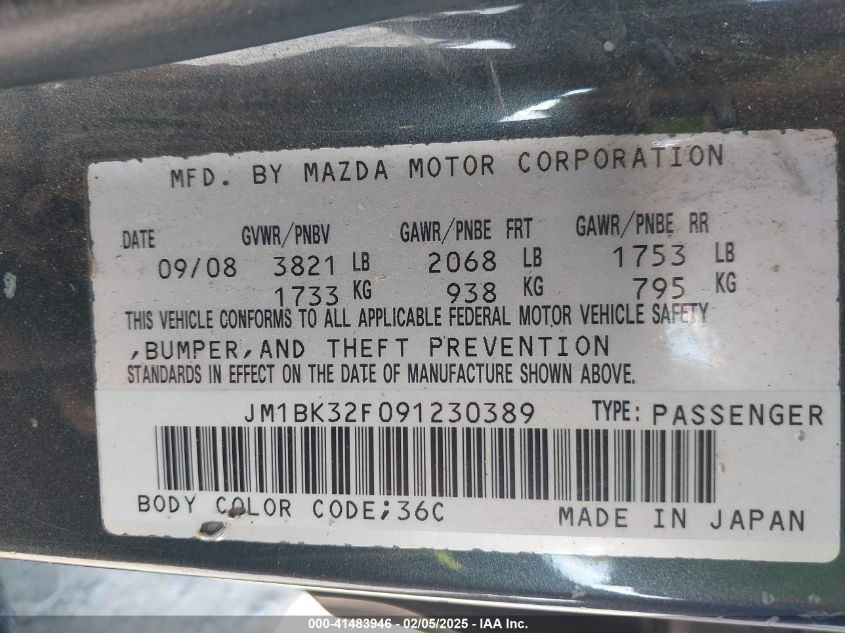 MFD. BY MAZDA MOTOR CORPORATION
DATE GVWR/PNBV GAWR/PNBE FRT GAWR/PNBE RR
09/08 3821 LB 2068 LB 1753 LB
1733 KG 938 KG 795 KG
THIS VEHICLE CONFORMS TO ALL APPLICABLE FEDERAL MOTOR VEHICLE SAFETY
,BUMPER,AND THEFT PREVENTION
STANDARDS IN EFFECT ON THE DATE OF MANUFACTURE SHOWN ABOVE.
JM1BK32F091230389 TYPE: PASSENGER
BODY COLOR CODE;36C MADE IN JAPAN
000-41483946 - 02/05/2025 - IAA Inc.